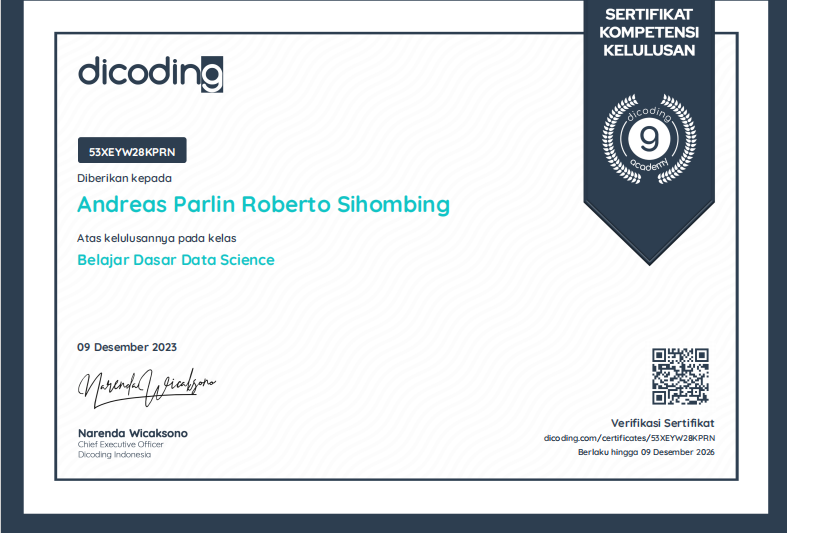 SERTIFIKAT
KOMPETENSI
KELULUSAN
dicoding
dicoding
9
academy
53XEYW28KPRN
Diberikan kepada
Andreas Parlin Roberto Sihombing
Atas kelulusannya pada kelas
Belajar Dasar Data Science
09 Desember 2023
Narenda Wicaksono
Narenda Wicaksono
Chief Executive Officer
Dicoding Indonesia
Verifikasi Sertifikat
dicoding.com/certificates/53XEYW28KPRN
Berlaku hingga 09 Desember 2026